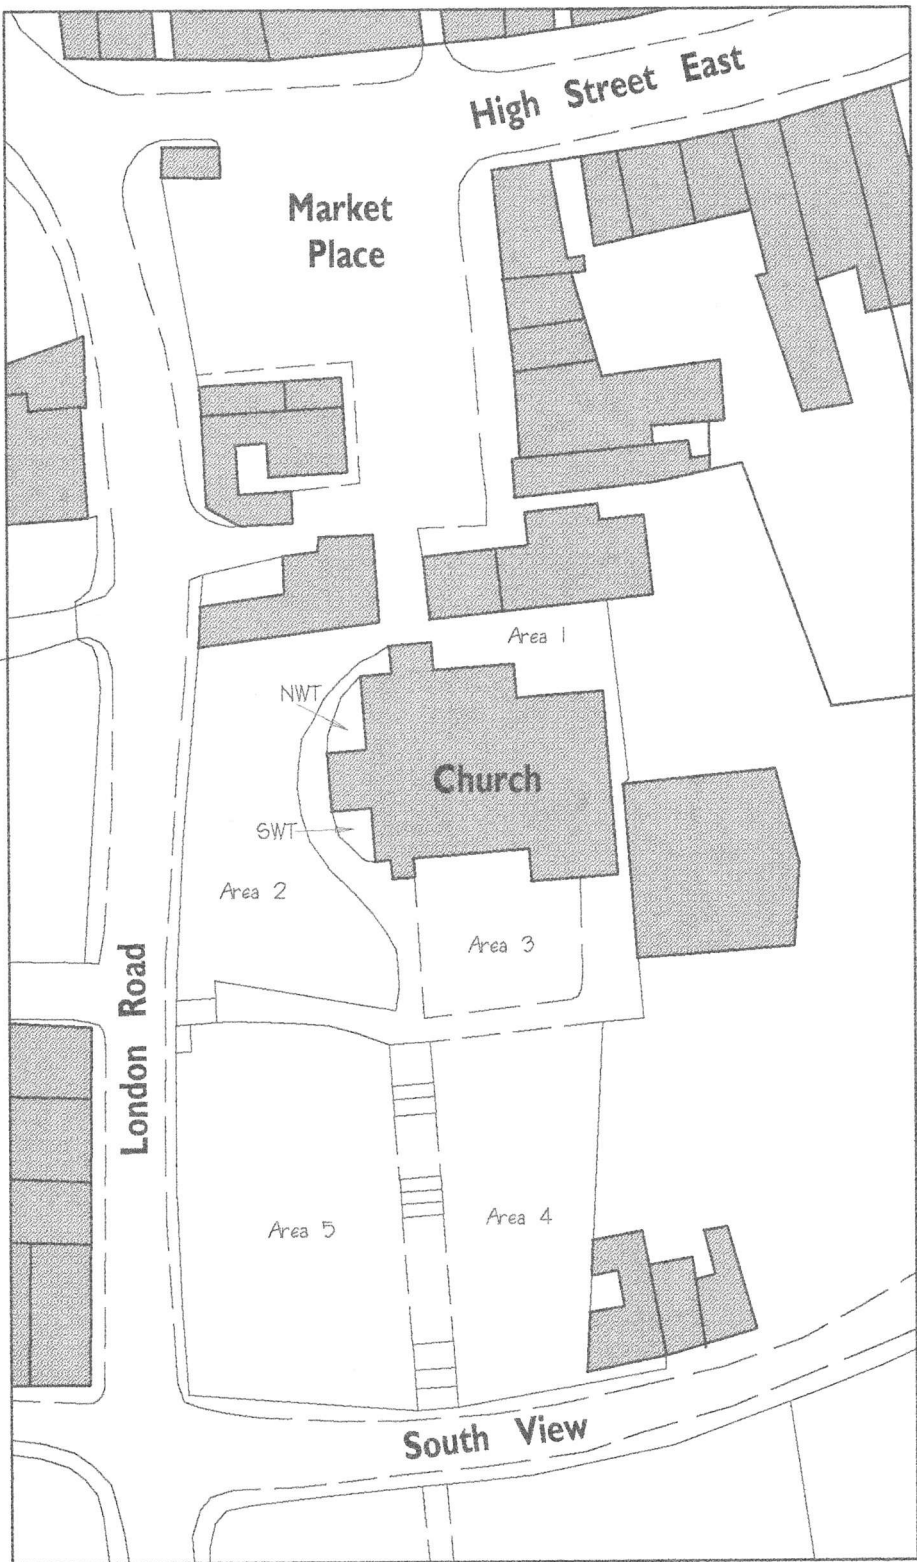 High Street East
Market
Place
Area 1
NWT
Church
SWT
Area 2
Area 3
London Road
Area 5
Area 4
South View